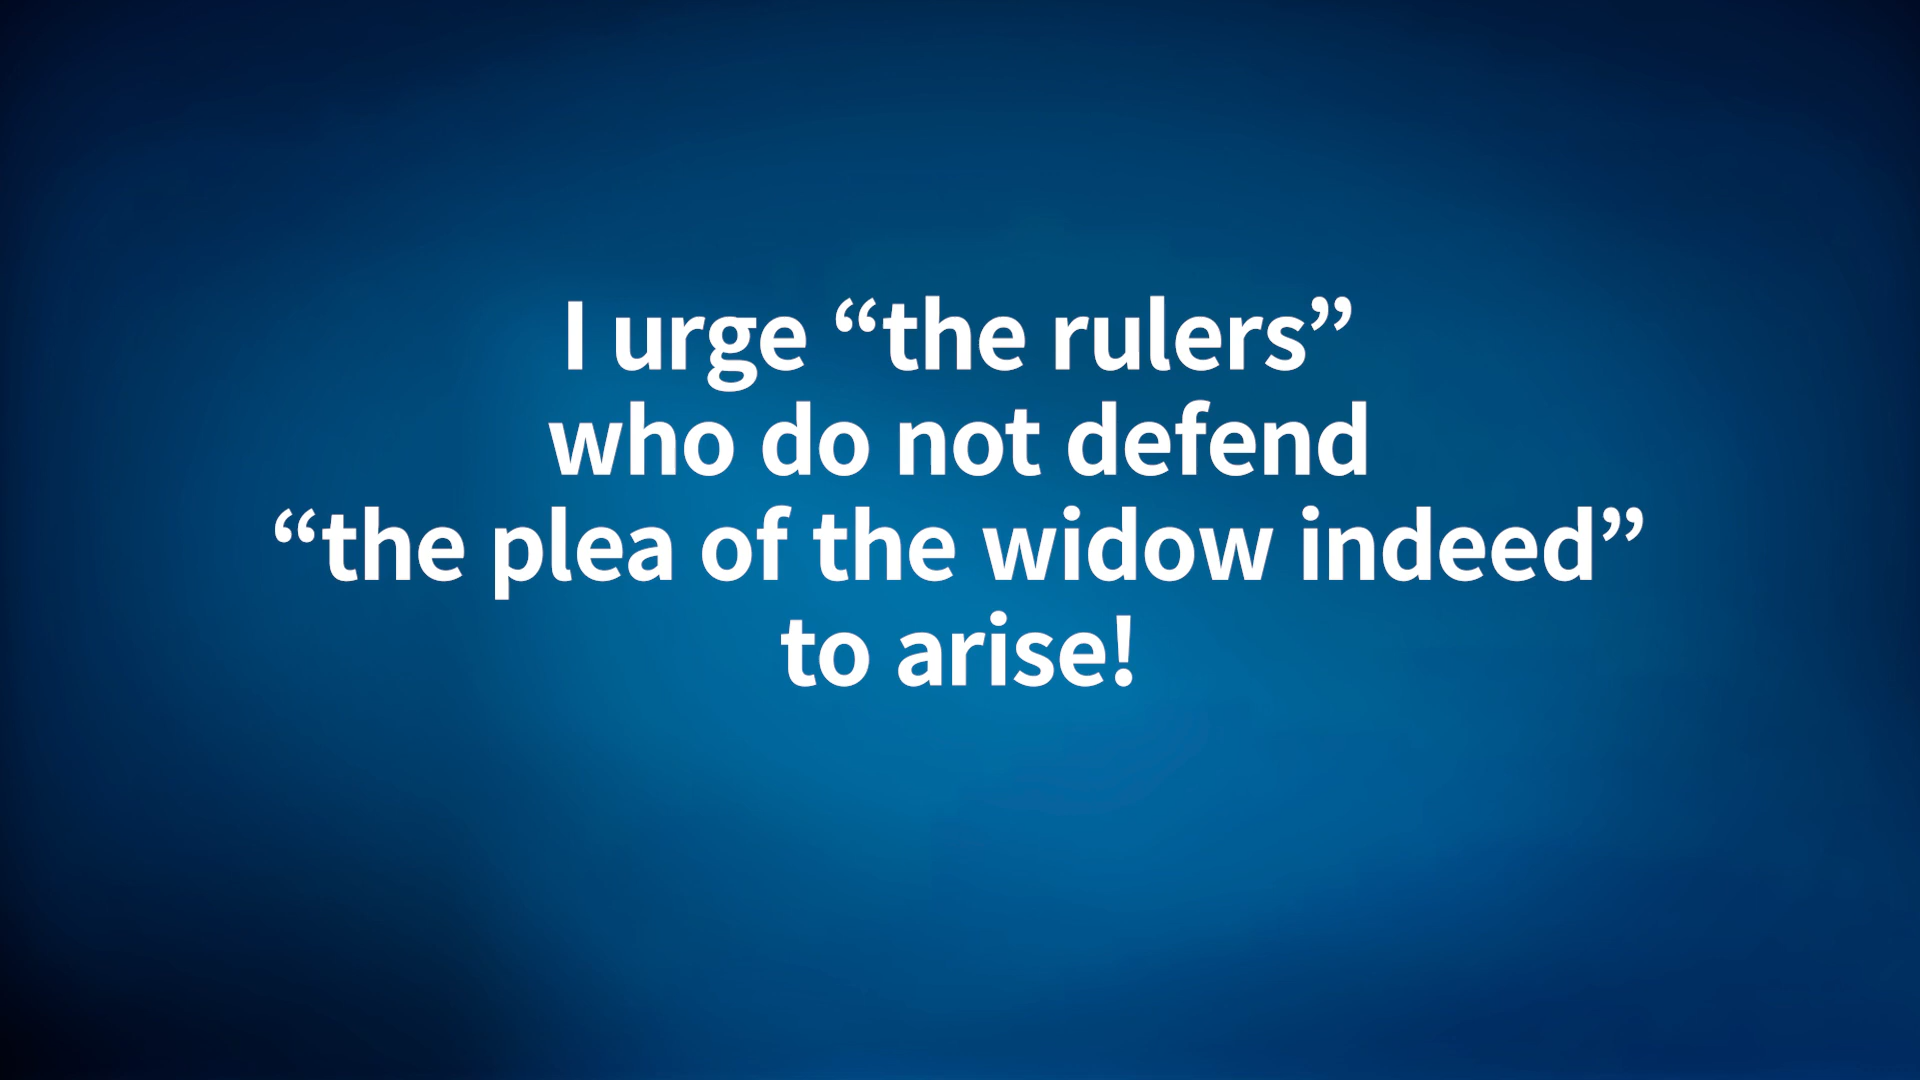 I urge “the rulers”
who do not defend
“the plea of the widow indeed”
to arise!